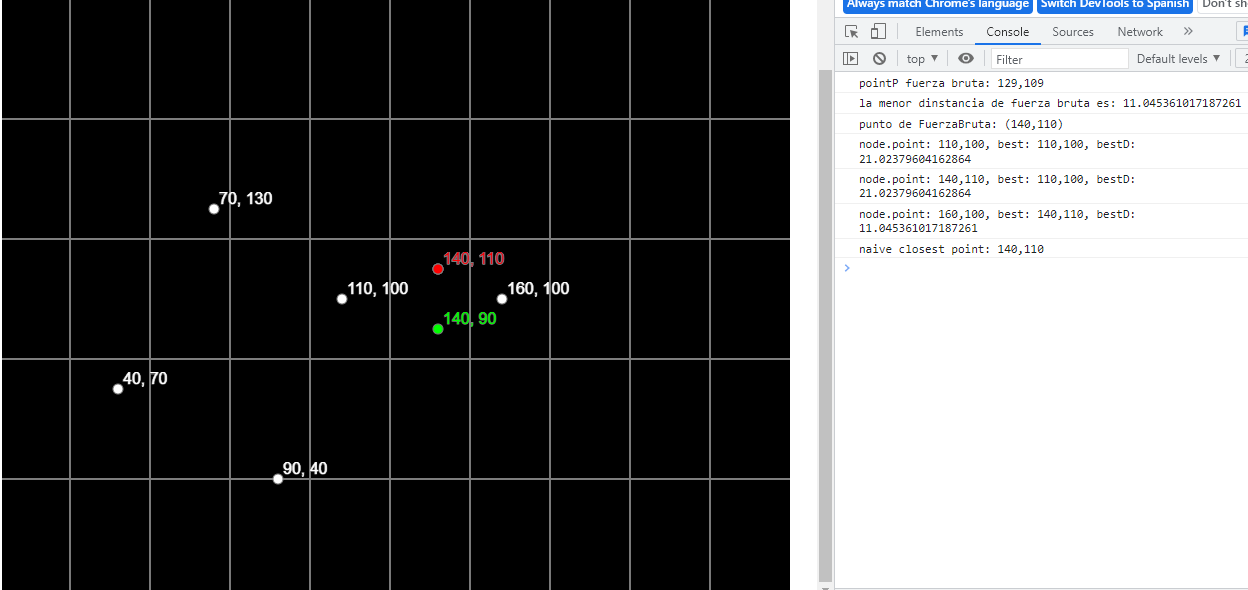 70, 130
140, 110
110, 100
160, 100
140, 90
40, 70
90, 40
Always match Chrome's language Switch DevTools to Spanish Don't
Elements Console Sources Network
top Filter Default levels
pointP fuerza bruta: 129,109
la menor dinstancia de fuerza bruta es: 11.045361017187261
punto de FuerzaBruta: (140,110)
node.point: 110,100, best: 110,100, bestD:
21.02379604162864
node.point: 140,110, best: 110,100, bestD:
21.02379604162864
node.point: 160,100, best: 140,110, bestD:
11.045361017187261
naive closest point: 140,110